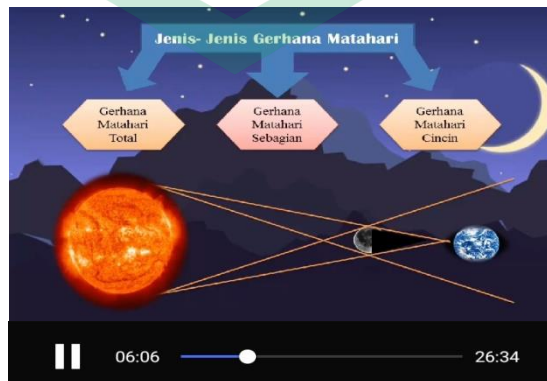 Jenis- Jenis Gerhana Matahari
Gerhana
Matahari
Total
Gerhana
Matahari
Sebagian
Gerhana
Matahari
Cincin
06:06
26:34